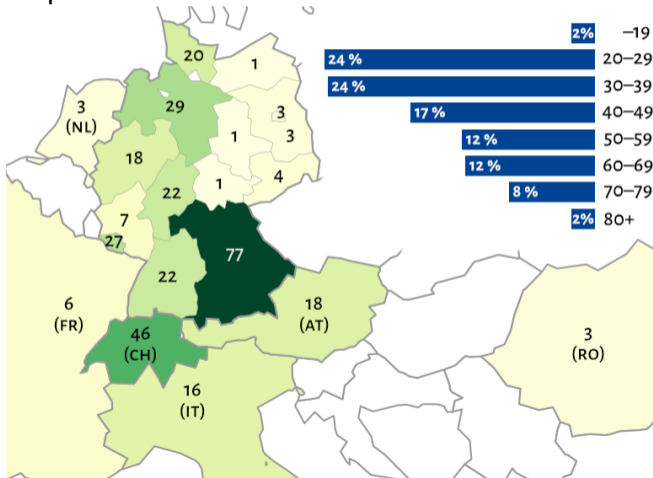 2% –19
24 % 20–29
24 % 30–39
17 % 40–49
12 % 50–59
12 % 60–69
8 % 70–79
2% 80+
20
1
3
(NL)
29
3
3
1
18
4
1
22
7
27
77
22
6
(FR)
18
(AT)
46
(CH)
3
(RO)
16
(IT)